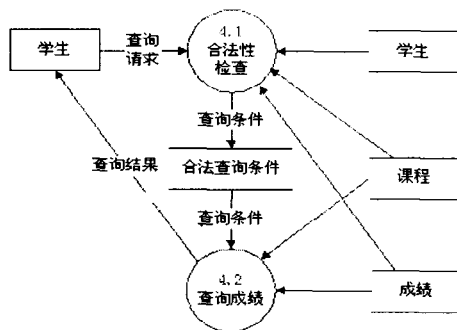 学生
查询
请求
4.1
合法性
检查
学生
查询条件
查询结果
合法查询条件
课程
查询条件
4.2
查询成绩
成绩